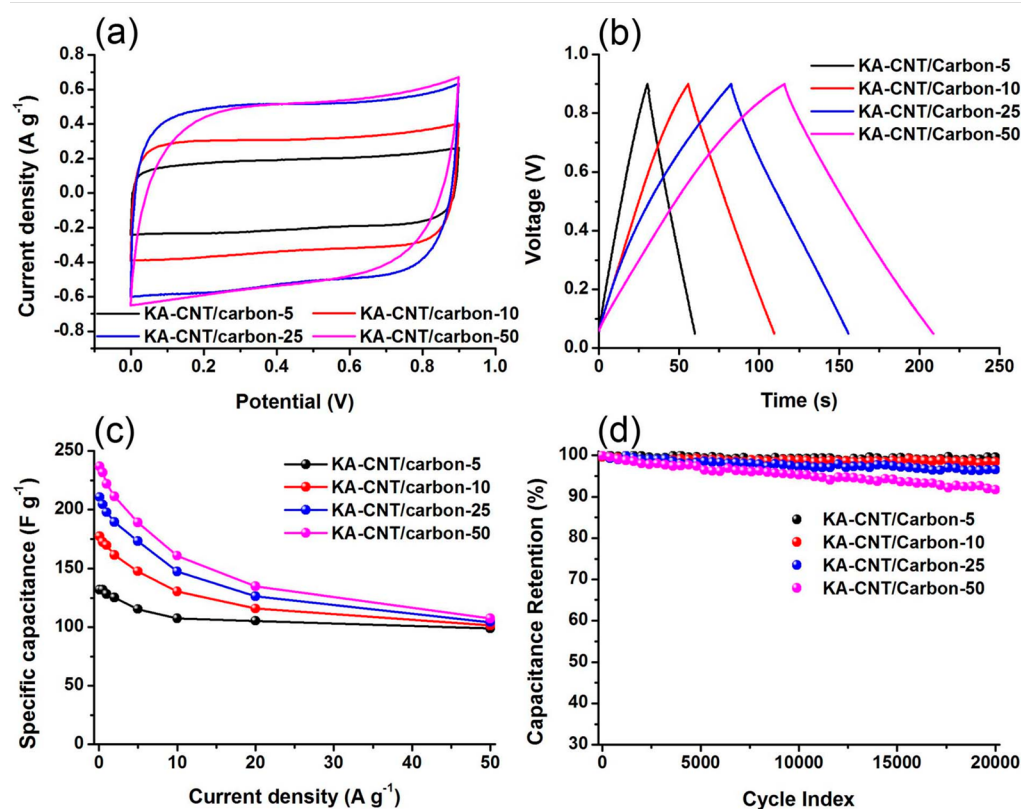 (a)
Current density (A g⁻¹)
0.8
0.6
0.4
0.2
0.0
-0.2
-0.4
-0.6
-0.8
KA-CNT/carbon-5 KA-CNT/carbon-10
KA-CNT/carbon-25 KA-CNT/carbon-50
0.0 0.2 0.4 0.6 0.8 1.0
Potential (V)
(b)
Voltage (V)
1.0
0.8
0.6
0.4
0.2
0.0
KA-CNT/Carbon-5
KA-CNT/Carbon-10
KA-CNT/Carbon-25
KA-CNT/Carbon-50
0 50 100 150 200 250
Time (s)
(c)
Specific capacitance (F g⁻¹)
250
200
150
100
50
0
KA-CNT/carbon-5
KA-CNT/carbon-10
KA-CNT/carbon-25
KA-CNT/carbon-50
0 10 20 30 40 50
Current density (A g⁻¹)
(d)
Capacitance Retention (%)
100
90
80
70
60
50
40
30
KA-CNT/Carbon-5
KA-CNT/Carbon-10
KA-CNT/Carbon-25
KA-CNT/Carbon-50
0 5000 10000 15000 20000
Cycle Index